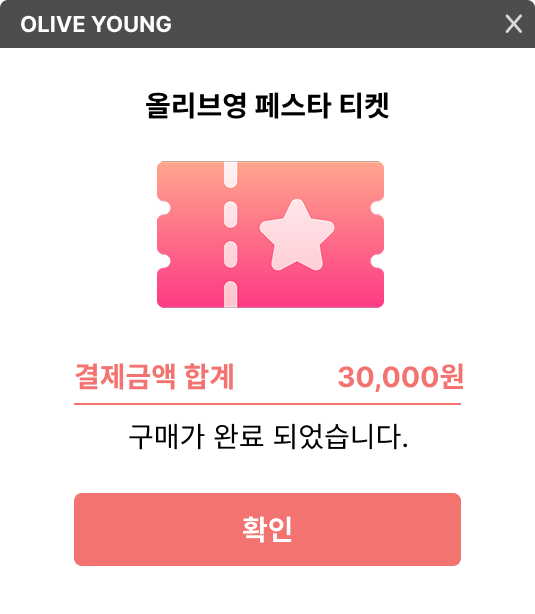 OLIVE YOUNG
올리브영 페스타 티켓
결제금액 합계 30,000원
구매가 완료 되었습니다.
확인